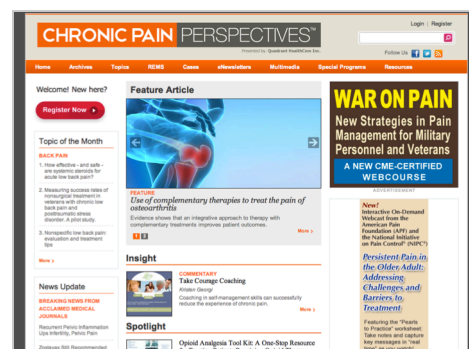 Login | Register
CHRONIC PAIN PERSPECTIVES™
Presented by Quadrant HealthCom Inc.
Follow Us
Home Archives Topics REMS Cases eNewsletters Multimedia Special Programs Resources
Welcome! New here?
Register Now
Topic of the Month
BACK PAIN
1. How effective - and safe -
are systemic steroids for
acute low back pain?
2. Measuring success rates of
nonsurgical treatment in
veterans with chronic low
back pain and
posttraumatic stress
disorder. A pilot study.
3. Nonspecific low back pain:
evaluation and treatment
tips
More >
News Update
BREAKING NEWS FROM
ACCLAIMED MEDICAL
JOURNALS
Recurrent Pelvic Inflammation
Ups Infertility, Pelvic Pain
Feature Article
FEATURE
Use of complementary therapies to treat the pain of
osteoarthritis
Evidence shows that an integrative approach to therapy with
complementary treatments improves patient outcomes.
More >
1 2
Insight
COMMENTARY
Take Courage Coaching
Kristen Georgi
Coaching in self-management skills can successfully
reduce the experience of chronic pain.
More >
Spotlight
Opioid Analgesia Tool Kit: A One-Stop Resource
WAR ON PAIN
New Strategies in Pain
Management for Military
Personnel and Veterans
A NEW CME-CERTIFIED
WEBCOURSE
ADVERTISEMENT
New!
Interactive On-Demand
Webcast from the
American Pain
Foundation (APF) and
the National Initiative
on Pain Control® (NIPC®)
Persistent Pain in
the Older Adult:
Addressing
Challenges and
Barriers to
Treatment
Featuring the "Pearls
to Practice" worksheet:
Take notes and capture
key messages in "real